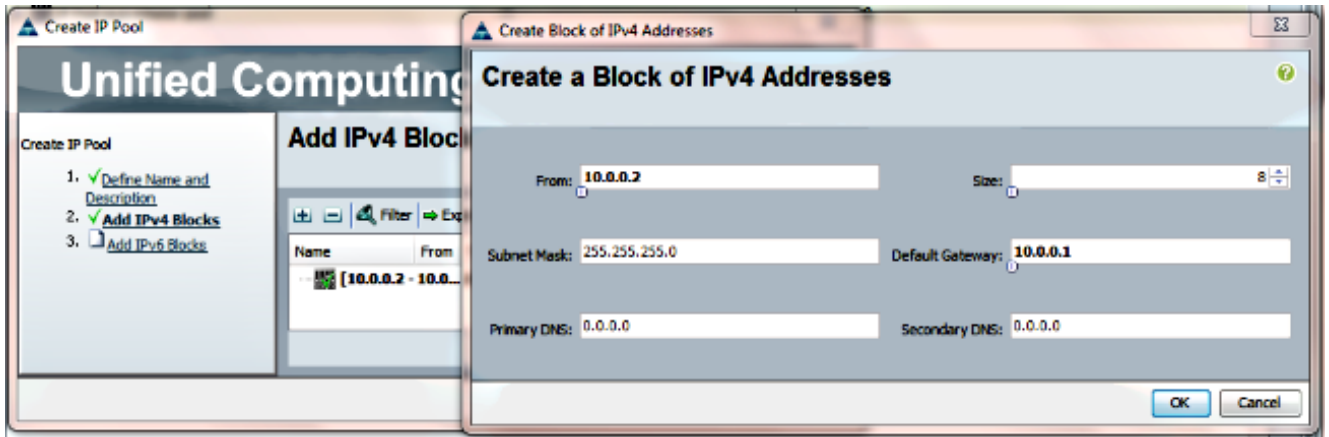 Create IP Pool
Unified Computing
Create IP Pool
1. Define Name and
Description
2. Add IPv4 Blocks
3. Add IPv6 Blocks
Add IPv4 Bloc
Filter Exp
Name From
[10.0.0.2 - 10.0...
Create Block of IPv4 Addresses
Create a Block of IPv4 Addresses
From: 10.0.0.2 Size: 8
Subnet Mask: 255.255.255.0 Default Gateway: 10.0.0.1
Primary DNS: 0.0.0.0 Secondary DNS: 0.0.0.0
OK Cancel